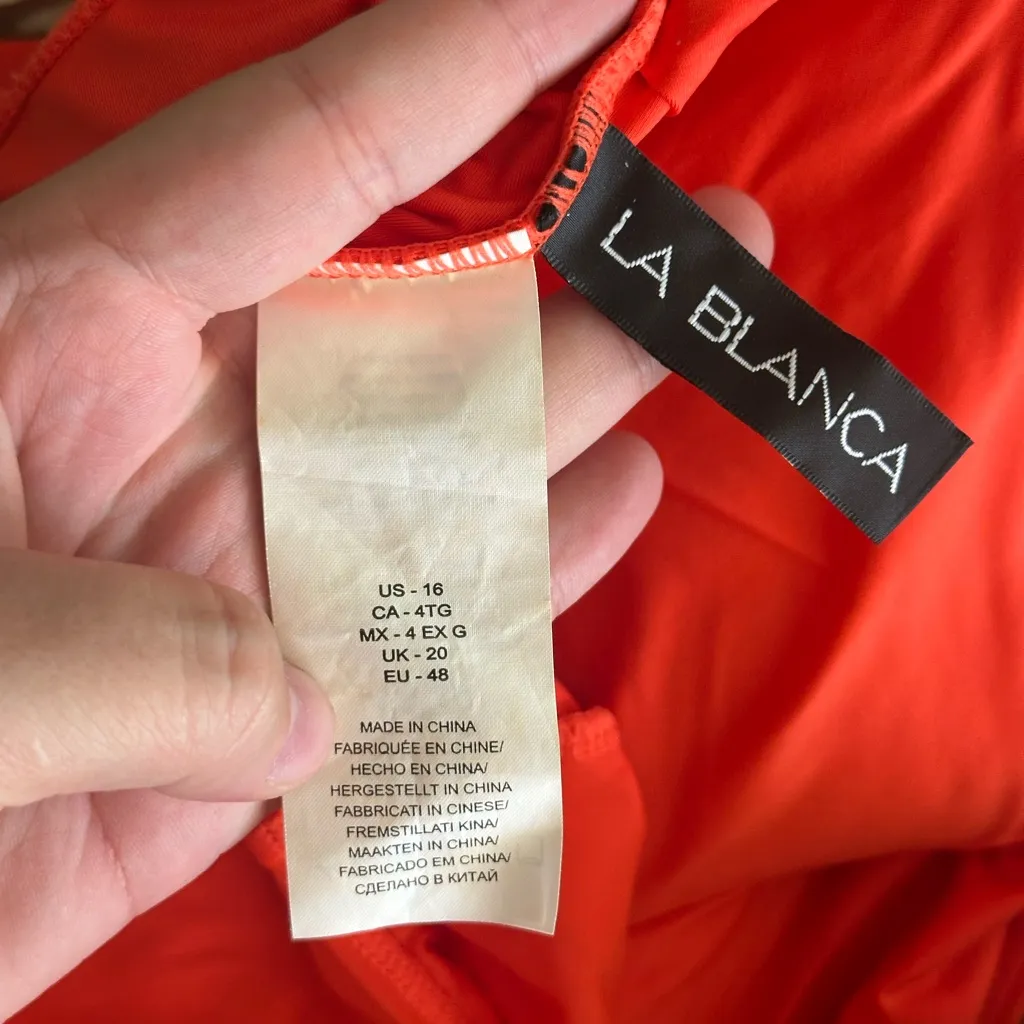 LA BLANCA
US - 16
CA - 4TG
MX - 4 EX G
UK - 20
EU - 48
MADE IN CHINA
FABRIQUÉE EN CHINE/
HECHO EN CHINA/
HERGESTELLT IN CHINA
FABBRICATI IN CINESE/
FREMSTILLATI KINA/
MAAKTEN IN CHINA/
FABRICADO EM CHINA/
СДЕЛАНО В КИТАЙ